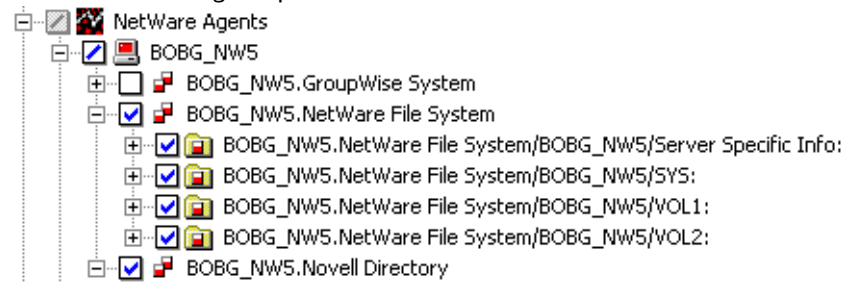 NetWare Agents
BOBG_NW5
BOBG_NW5.GroupWise System
BOBG_NW5.NetWare File System
BOBG_NW5.NetWare File System/BOBG_NW5/Server Specific Info:
BOBG_NW5.NetWare File System/BOBG_NW5/SYS:
BOBG_NW5.NetWare File System/BOBG_NW5/VOL1:
BOBG_NW5.NetWare File System/BOBG_NW5/VOL2:
BOBG_NW5.Novell Directory